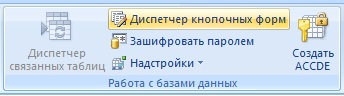 Диспетчер
связанных таблиц
Диспетчер кнопочных форм
Зашифровать паролем
Надстройки
Создать
ACCDE
Работа с базами данных